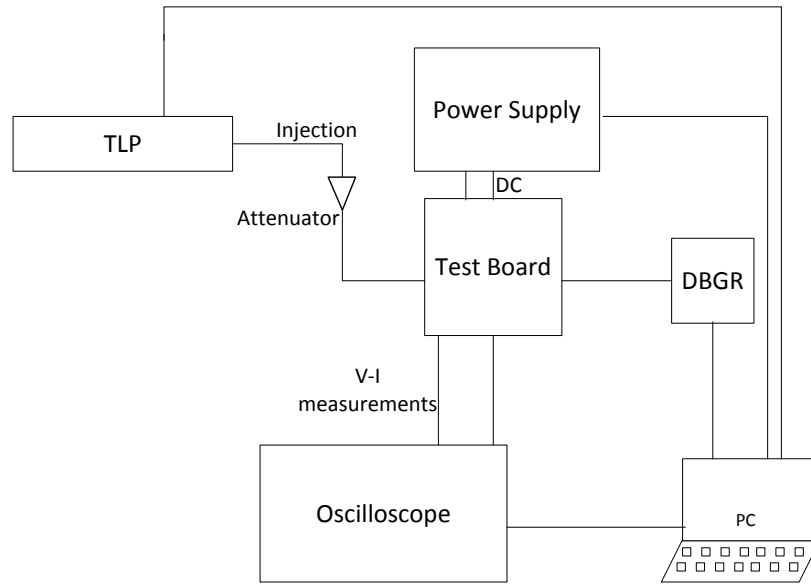 Power Supply
Injection
TLP
DC
Attenuator
Test Board
DBGR
V-I
measurements
Oscilloscope
PC